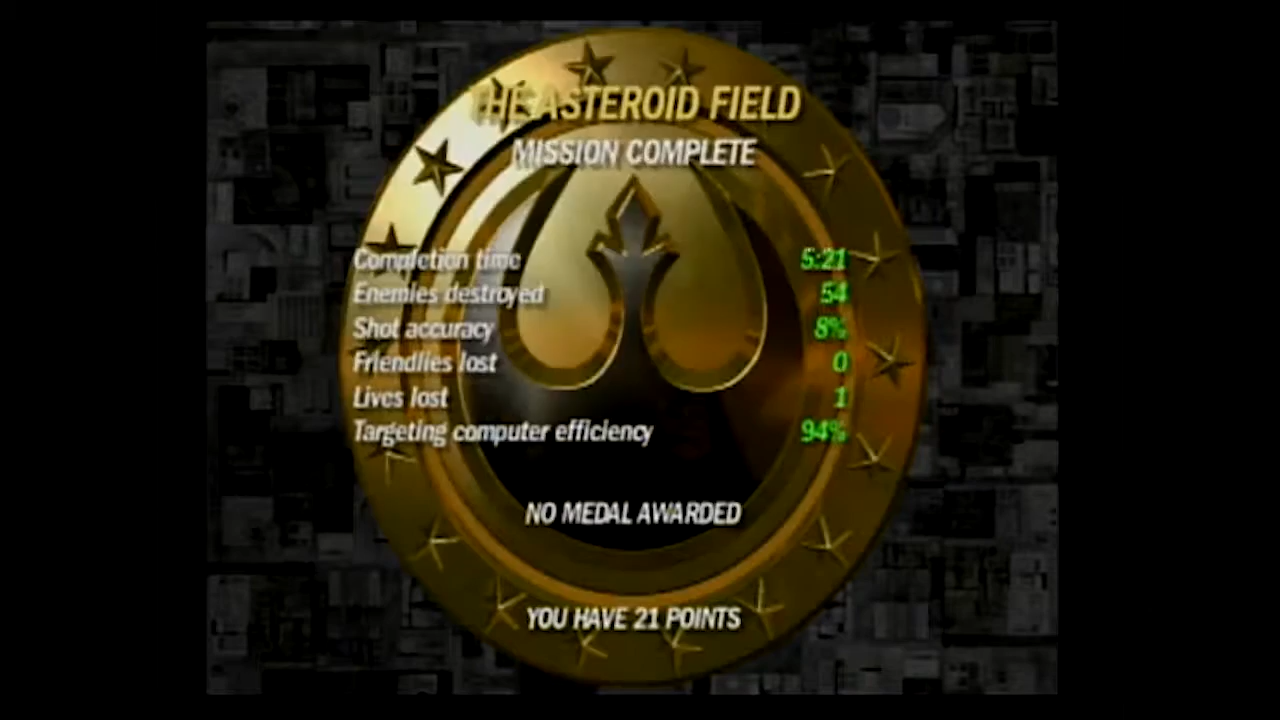 THE ASTEROID FIELD
MISSION COMPLETE
Completion time 5:21
Enemies destroyed 54
Shot accuracy 8%
Friendlies lost 0
Lives lost 1
Targeting computer efficiency 94%
NO MEDAL AWARDED
YOU HAVE 21 POINTS